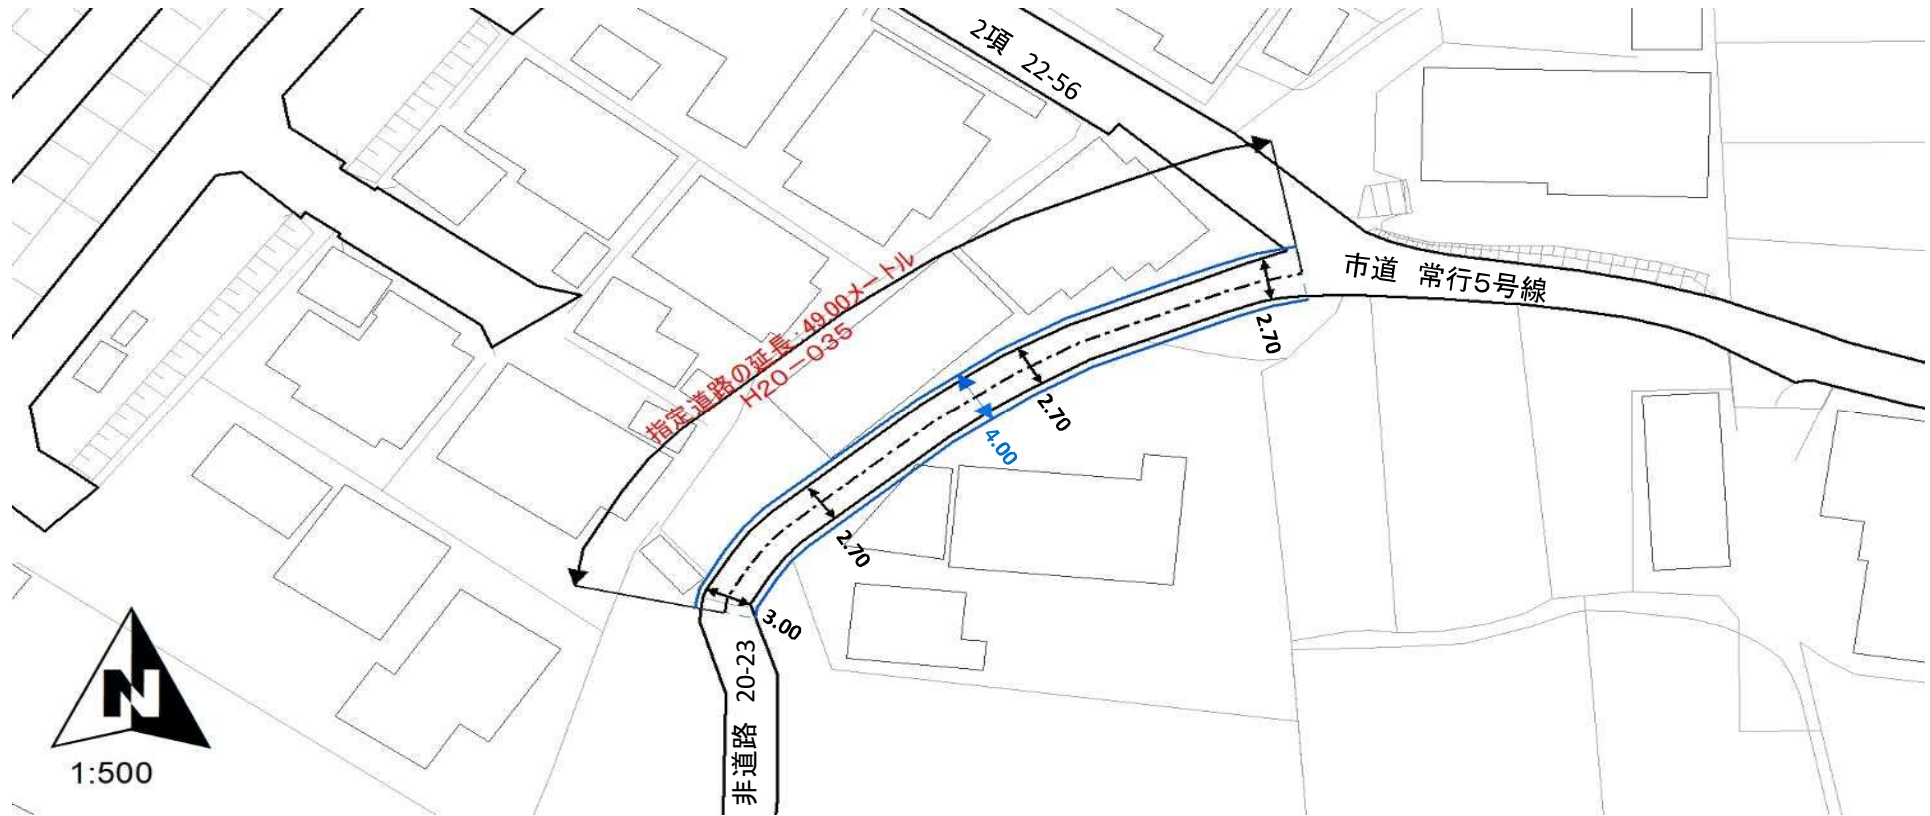 2項 22-56
市道 常行5号線
指定道路の延長:49.00メートル
H20-035
2.70
2.70
4.00
2.70
3.00
非道路 20-23
N
1:500